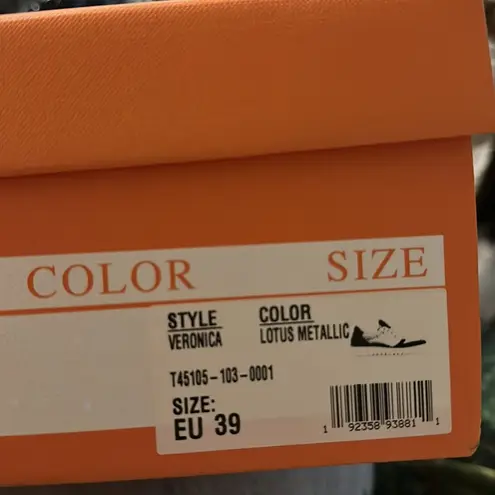 COLOR SIZE
STYLE COLOR
VERONICA LOTUS METALLIC
T45105-103-0001
SIZE:
EU 39
1 92358 93881 1